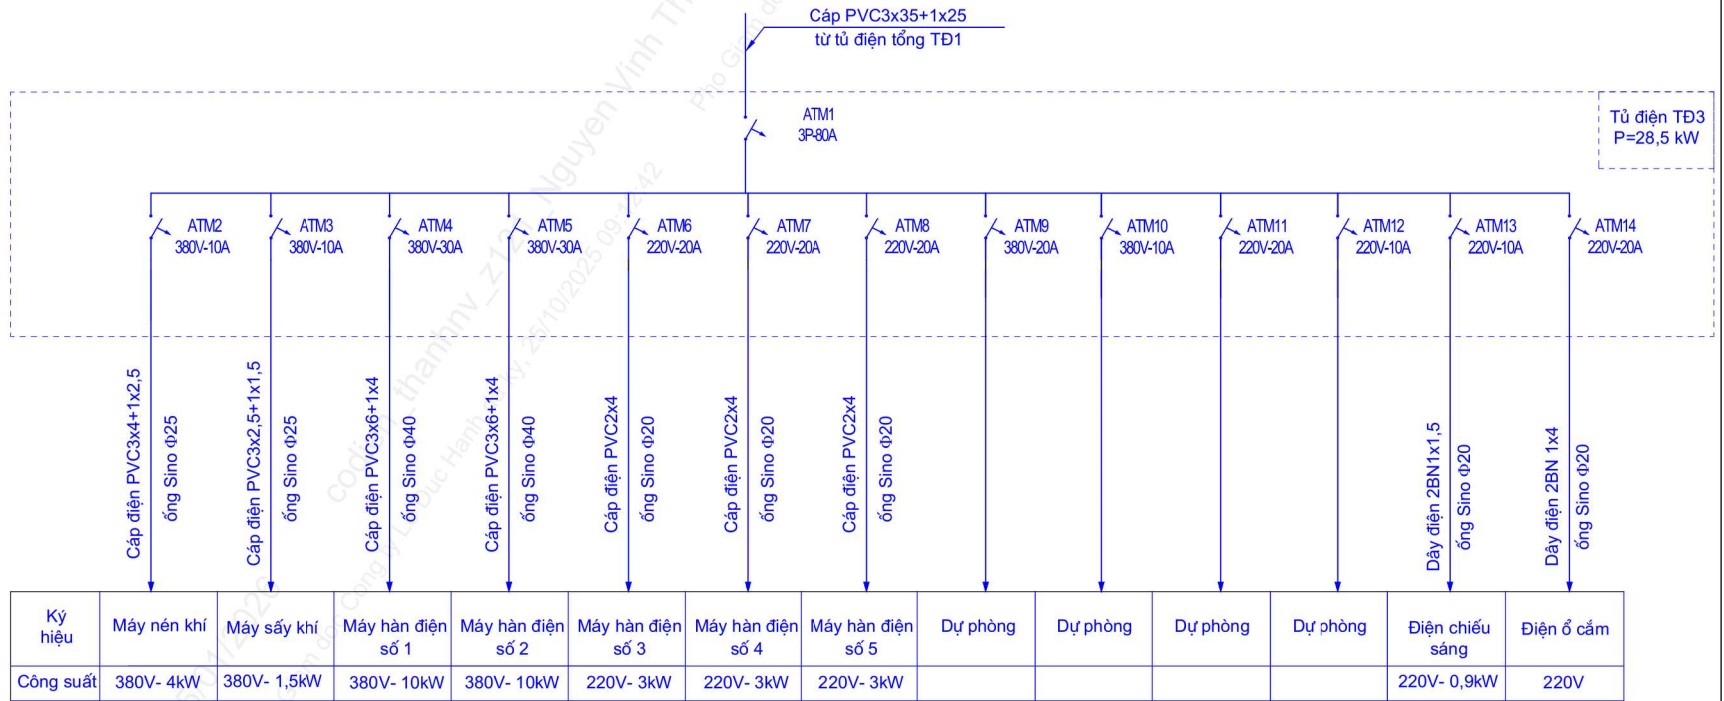 Cáp PVC3x35+1x25
từ tủ điện tổng TĐ1
Tủ điện TĐ3
P=28,5 kW
ATM1
3P-80A
ATM2
380V-10A
ATM3
380V-10A
ATM4
380V-30A
ATM5
380V-30A
ATM6
220V-20A
ATM7
220V-20A
ATM8
220V-20A
ATM9
380V-20A
ATM10
380V-10A
ATM11
220V-20A
ATM12
220V-10A
ATM13
220V-10A
ATM14
220V-20A
Cáp điện PVC3x4+1x2,5
ống Sino Φ25
Cáp điện PVC3x2,5+1x1,5
ống Sino Φ25
Cáp điện PVC3x6+1x4
ống Sino Φ40
Cáp điện PVC3x6+1x4
ống Sino Φ40
Cáp điện PVC2x4
ống Sino Φ20
Cáp điện PVC2x4
ống Sino Φ20
Cáp điện PVC2x4
ống Sino Φ20
Dây điện 2BN1x1,5
ống Sino Φ20
Dây điện 2BN 1x4
ống Sino Φ20
Ký
hiệu
Máy nén khí
Máy sấy khí
Máy hàn điện
số 1
Máy hàn điện
số 2
Máy hàn điện
số 3
Máy hàn điện
số 4
Máy hàn điện
số 5
Dự phòng
Dự phòng
Dự phòng
Dự phòng
Điện chiếu
sáng
Điện ổ cắm
Công suất
380V- 4kW
380V- 1,5kW
380V- 10kW
380V- 10kW
220V- 3kW
220V- 3kW
220V- 3kW
220V- 0,9kW
220V